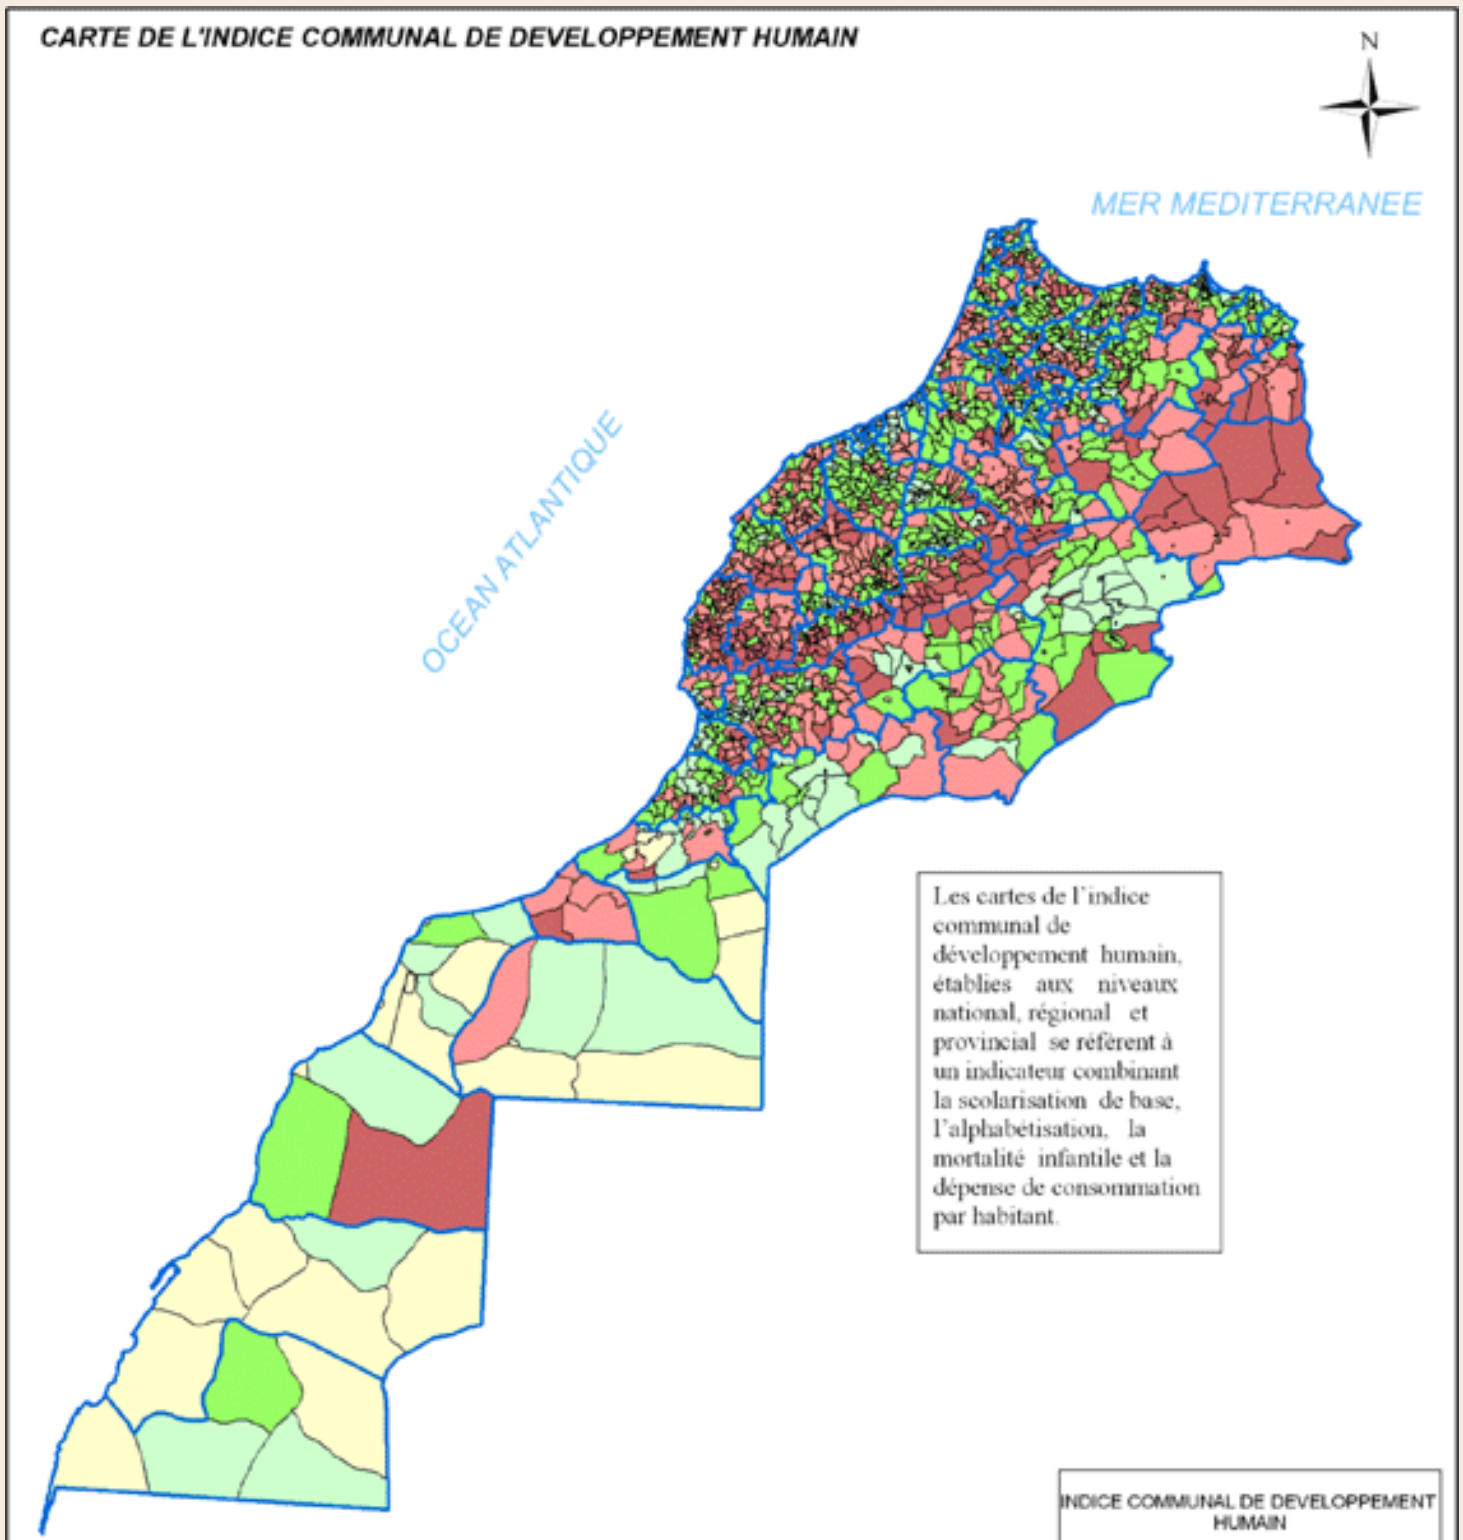 CARTE DE L'INDICE COMMUNAL DE DEVELOPPEMENT HUMAIN
N
MER MEDITERRANEE
OCEAN ATLANTIQUE
Les cartes de l'indice
communal de
développement humain,
établies aux niveaux
national, régional et
provincial se réfèrent à
un indicateur combinant
la scolarisation de base,
l'alphabétisation, la
mortalité infantile et la
dépense de consommation
par habitant.
INDICE COMMUNAL DE DEVELOPPEMENT
HUMAIN